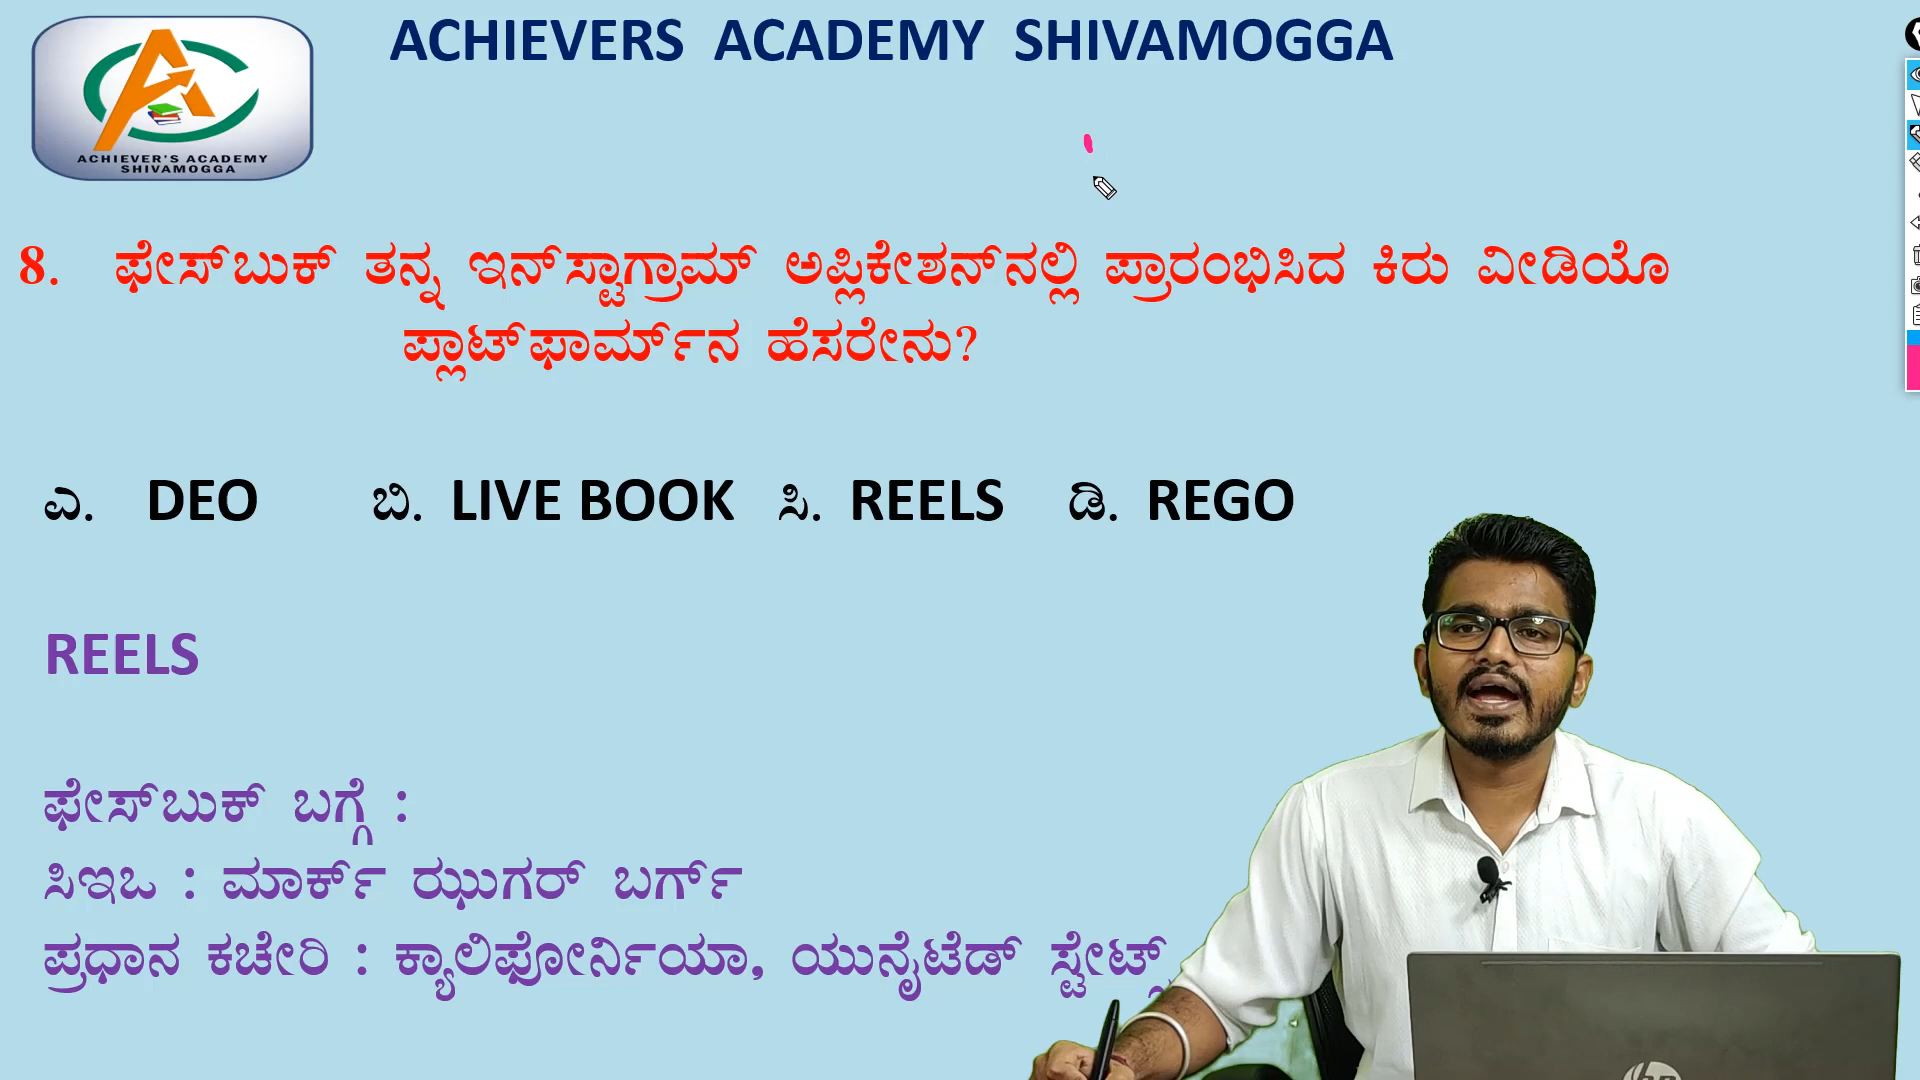 ACHIEVERS ACADEMY SHIVAMOGGA
ACHIEVER'S ACADEMY
SHIVAMOGGA
8. ಫೇಸ್‌ಬುಕ್ ತನ್ನ ಇನ್‌ಸ್ಟಾಗ್ರಾಮ್ ಅಪ್ಲಿಕೇಶನ್‌ನಲ್ಲಿ ಪ್ರಾರಂಭಿಸಿದ ಕಿರು ವೀಡಿಯೊ
ಪ್ಲಾಟ್‌ಫಾರ್ಮ್‌ನ ಹೆಸರೇನು?
ಎ. DEO ಬಿ. LIVE BOOK ಸಿ. REELS ಡಿ. REGO
REELS
ಫೇಸ್‌ಬುಕ್ ಬಗ್ಗೆ :
ಸಿಇಒ : ಮಾರ್ಕ್ ಝುಗರ್ ಬರ್ಗ್
ಪ್ರಧಾನ ಕಚೇರಿ : ಕ್ಯಾಲಿಫೋರ್ನಿಯಾ, ಯುನೈಟೆಡ್ ಸ್ಟೇಟ್ಸ್
hp